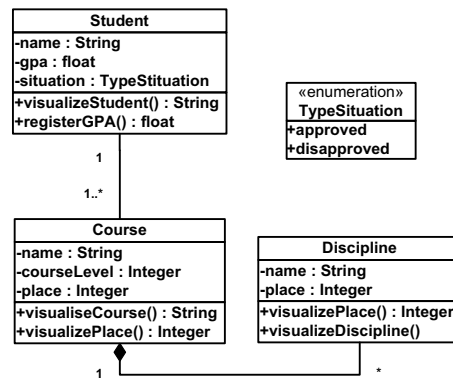 Student
-name : String
-gpa : float
-situation : TypeStituation
+visualizeStudent() : String
+registerGPA() : float
«enumeration»
TypeSituation
+approved
+disapproved
1
1..*
Course
-name : String
-courseLevel : Integer
-place : Integer
+visualiseCourse() : String
+visualizePlace() : Integer
Discipline
-name : String
-place : Integer
+visualizePlace() : Integer
+visualizeDiscipline()
1
*